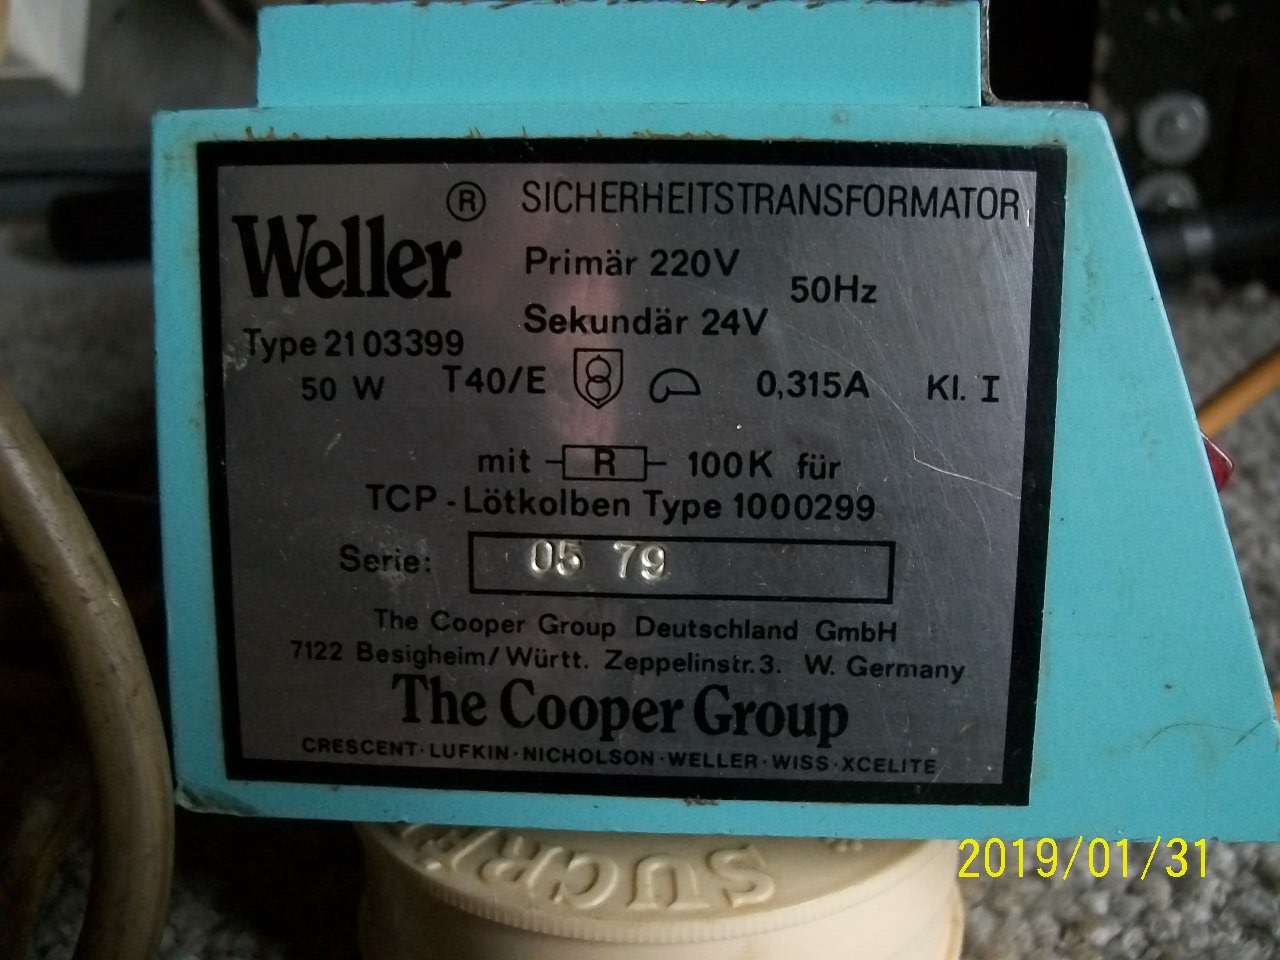 Weller ® SICHERHEITSTRANSFORMATOR
Primär 220V
50Hz
Sekundär 24V
Type 2103399
50 W T40/E 0,315A Kl. I
mit R 100K für
TCP - Lötkolben Type 1000299
Serie: 05 79
The Cooper Group Deutschland GmbH
7122 Besigheim/Württ. Zeppelinstr. 3. W. Germany
The Cooper Group
CRESCENT · LUFKIN · NICHOLSON · WELLER · WISS · XCELITE
SUCRE
2019/01/31